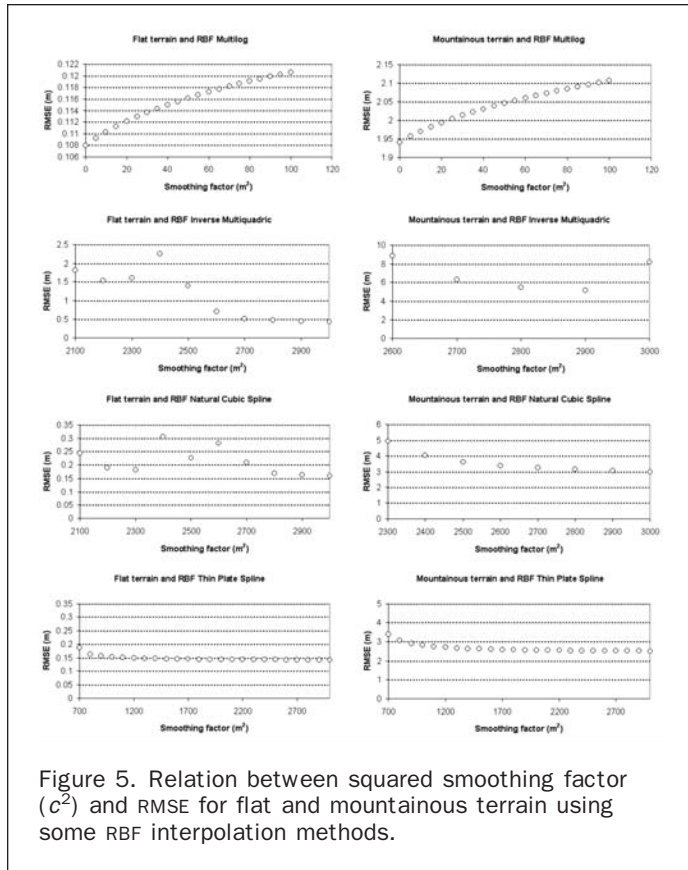 Flat terrain and RBF Multilog
RMSE (m)
0.122
0.12
0.118
0.116
0.114
0.112
0.11
0.108
0.106
0 20 40 60 80 100 120
Smoothing factor (m²)
Mountainous terrain and RBF Multilog
RMSE (m)
2.15
2.1
2.05
2
1.95
1.9
0 20 40 60 80 100 120
Smoothing factor (m²)
Flat terrain and RBF Inverse Multiquadric
RMSE (m)
2.5
2
1.5
1
0.5
0
2100 2300 2500 2700 2900
Smoothing factor (m²)
Mountainous terrain and RBF Inverse Multiquadric
RMSE (m)
10
8
6
4
2
0
2600 2700 2800 2900 3000
Smoothing factor (m²)
Flat terrain and RBF Natural Cubic Spline
RMSE (m)
0.35
0.3
0.25
0.2
0.15
0.1
0.05
0
2100 2300 2500 2700 2900
Smoothing factor (m²)
Mountainous terrain and RBF Natural Cubic Spline
RMSE (m)
6
5
4
3
2
1
0
2300 2400 2500 2600 2700 2800 2900 3000
Smoothing factor (m²)
Flat terrain and RBF Thin Plate Spline
RMSE (m)
0.35
0.3
0.25
0.2
0.15
0.1
0.05
0
700 1200 1700 2200 2700
Smoothing factor (m²)
Mountainous terrain and RBF Thin Plate Spline
RMSE (m)
5
4
3
2
1
0
700 1200 1700 2200 2700
Smoothing factor (m²)
Figure 5. Relation between squared smoothing factor
(c²) and RMSE for flat and mountainous terrain using
some RBF interpolation methods.